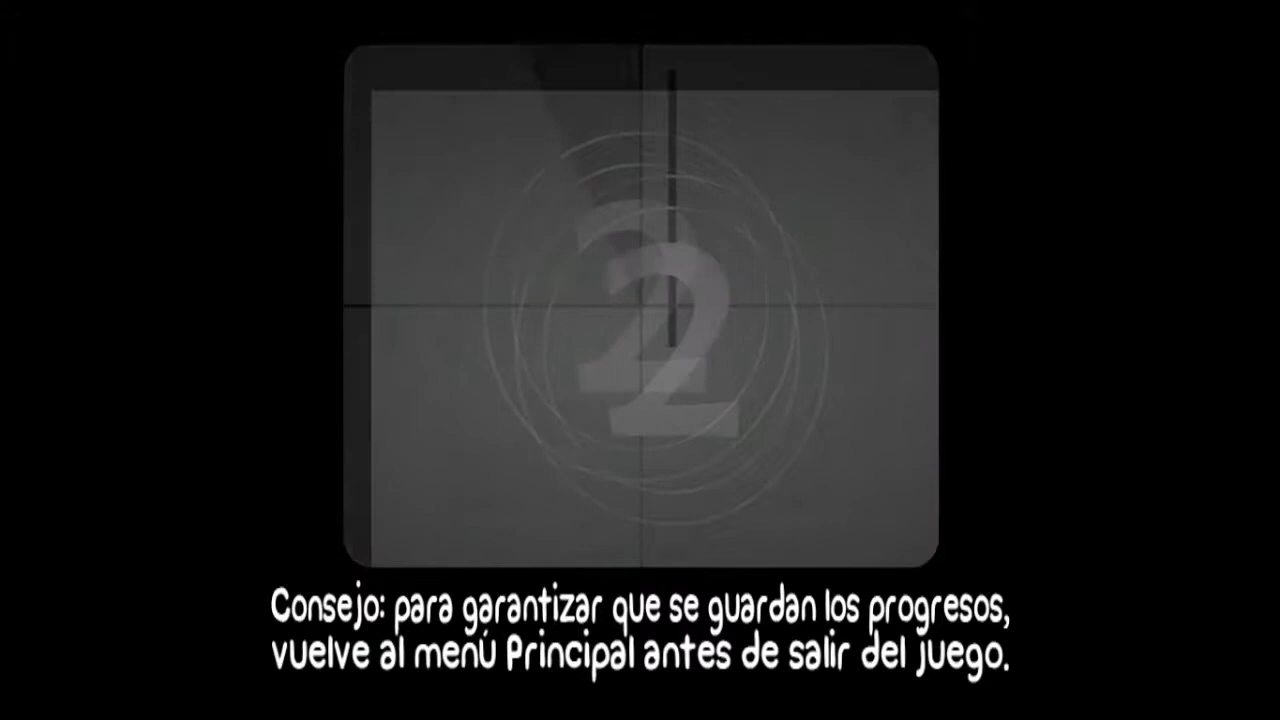 2
Consejo: para garantizar que se guardan los progresos,
vuelve al menú Principal antes de salir del juego.